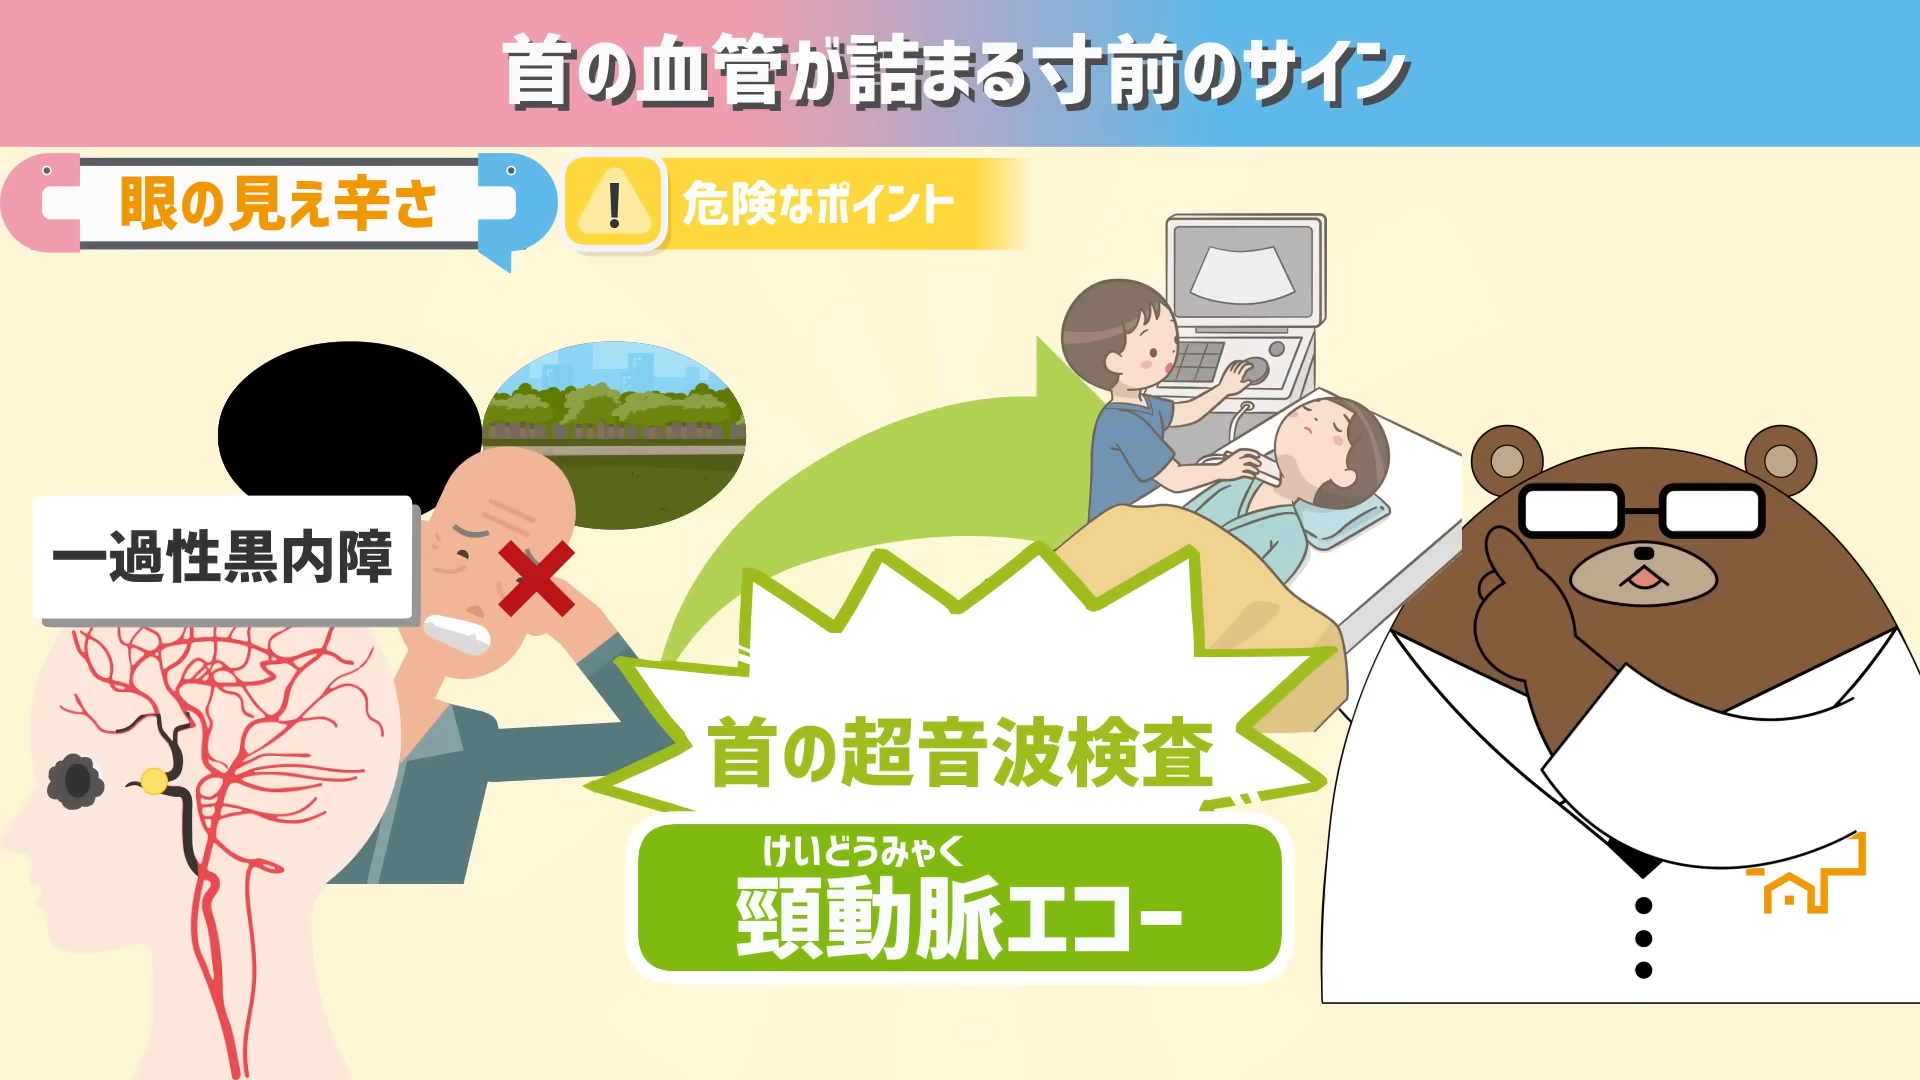 首の血管が詰まる寸前のサイン
眼の見え辛さ
!
危険なポイント
一過性黒内障
首の超音波検査
けいどうみゃく
頸動脈エコー